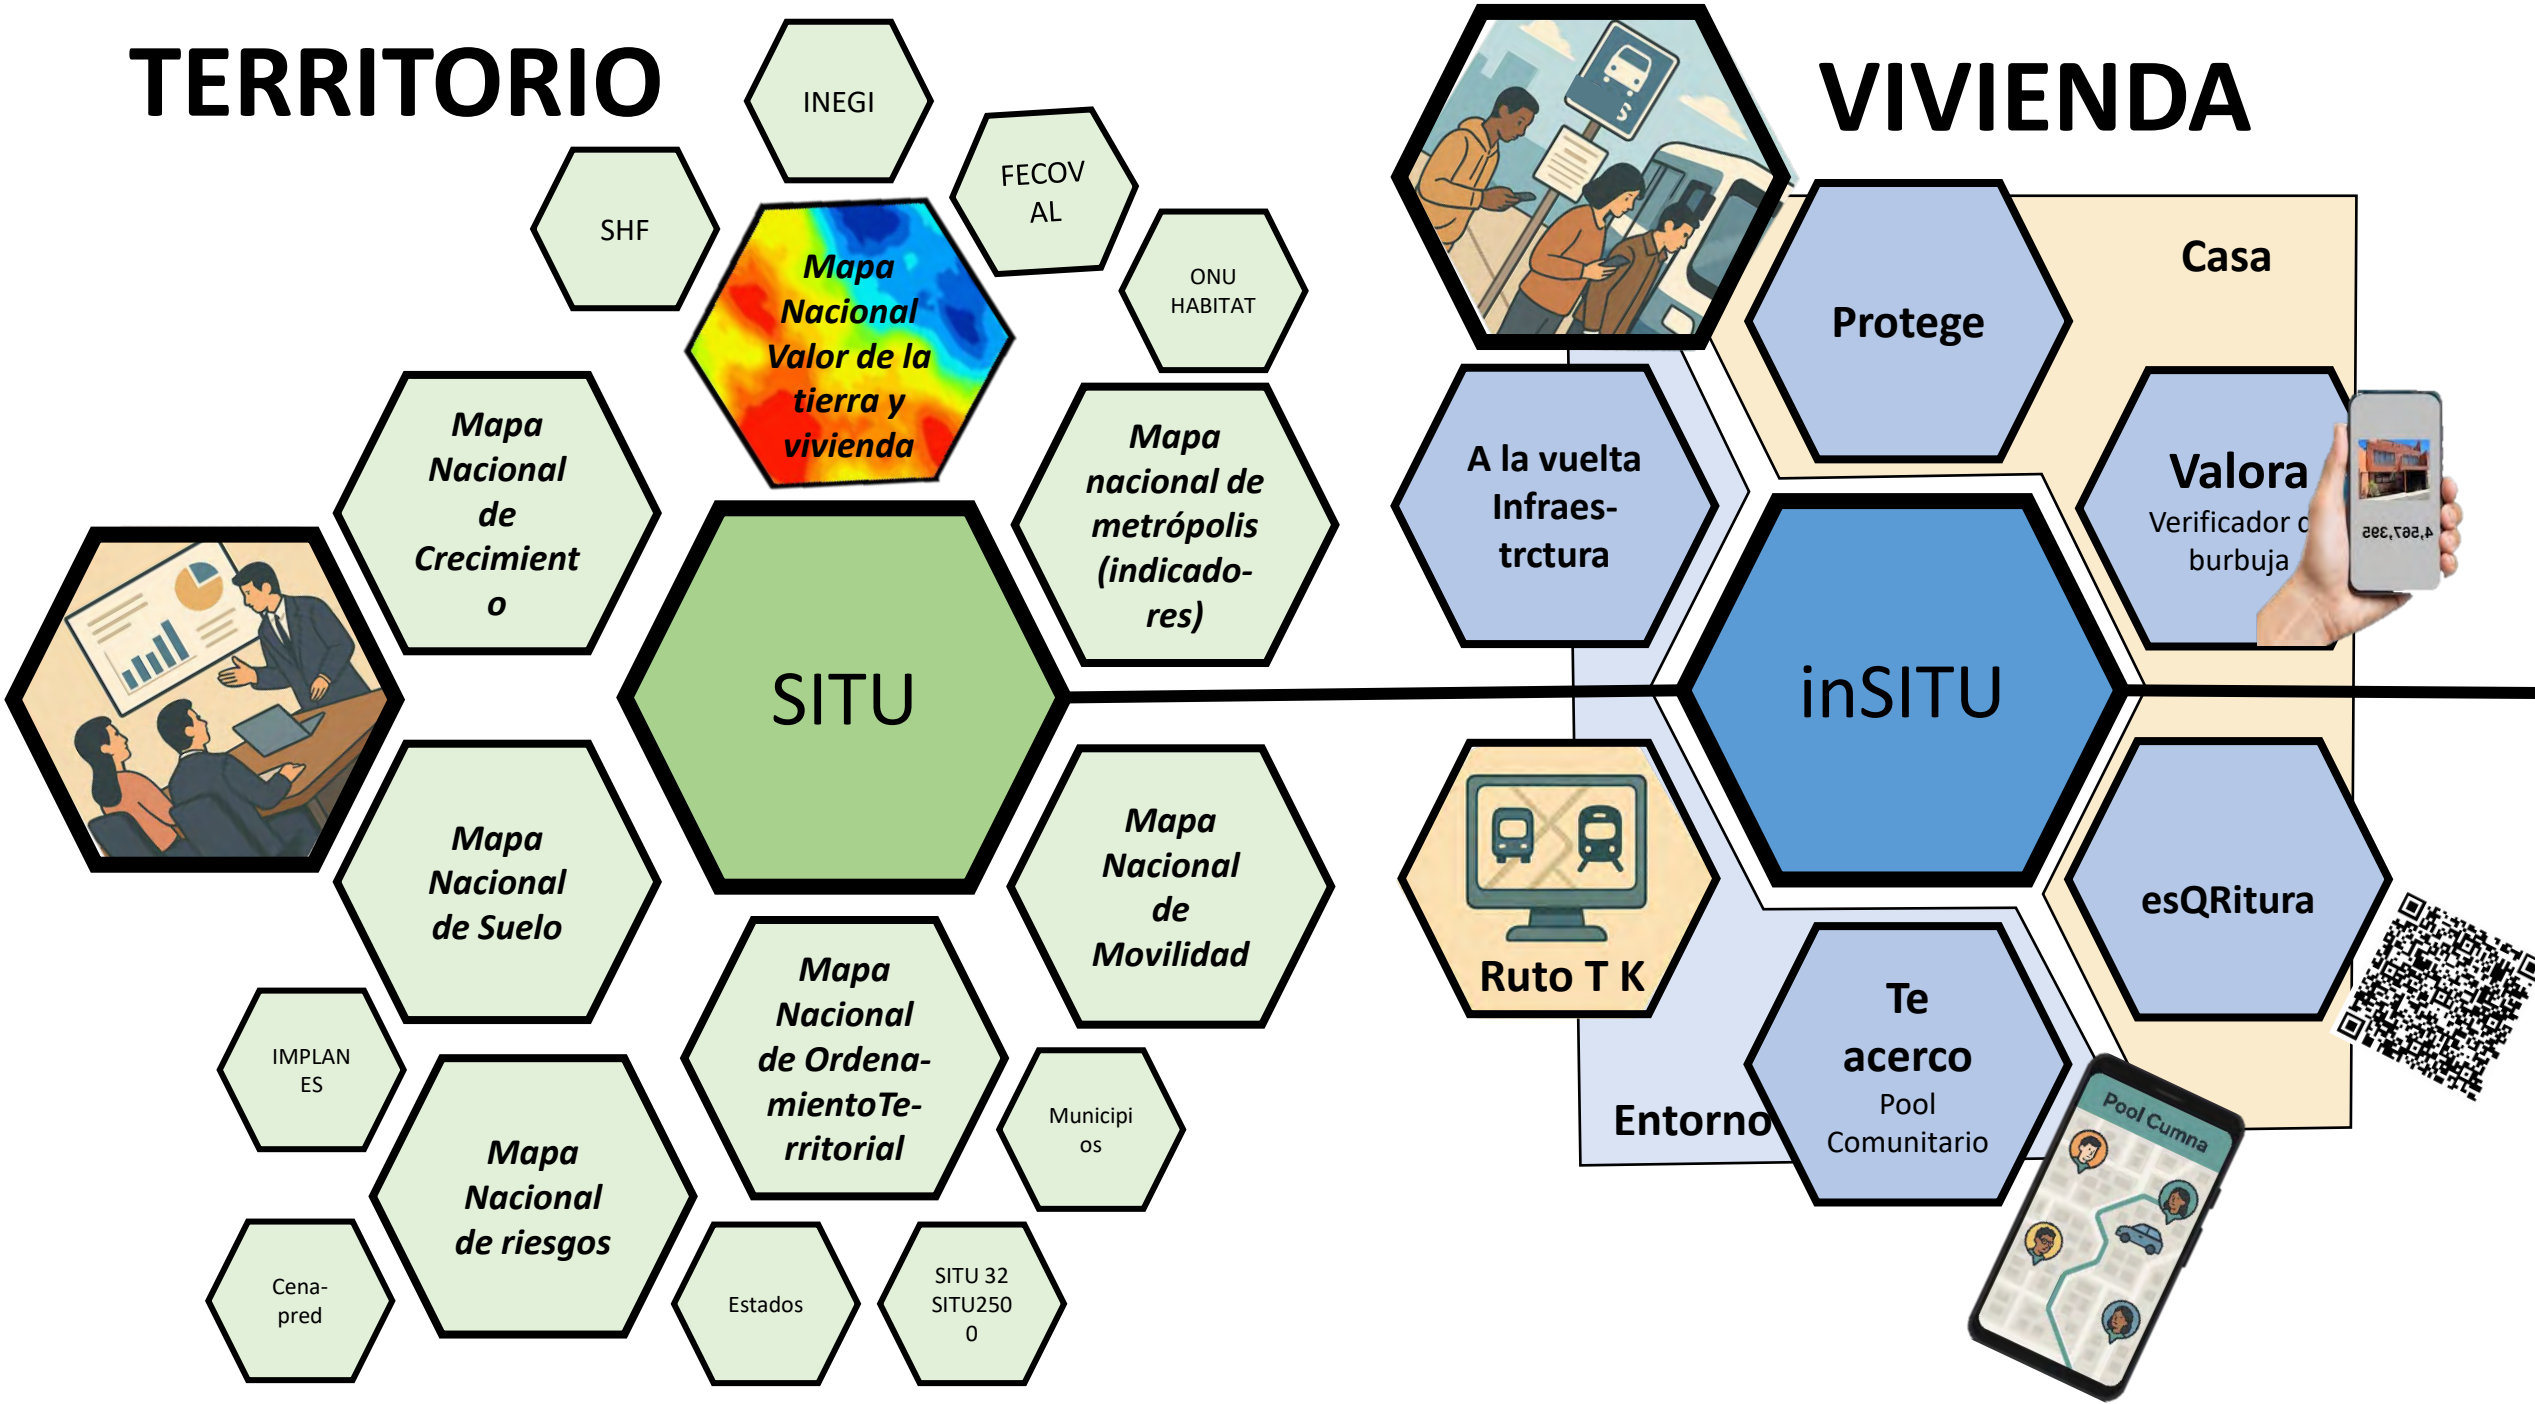 TERRITORIO
INEGI
FECOV
AL
SHF
ONU
HABITAT
Mapa
Nacional
Valor de la
tierra y
vivienda
Mapa
Nacional
de
Crecimient
o
Mapa
nacional de
metrópolis
(indicado-
res)
SITU
Mapa
Nacional
de Suelo
Mapa
Nacional
de
Movilidad
Mapa
Nacional
de Ordena-
mientoTe-
rritorial
IMPLAN
ES
Municipi
os
Mapa
Nacional
de riesgos
Cena-
pred
Estados
SITU 32
SITU250
0
VIVIENDA
Casa
Protege
A la vuelta
Infraes-
trctura
Valora
Verificador d
burbuja
4,567,395
inSITU
Ruto T K
esQRitura
Te
acerco
Pool
Comunitario
Entorno
Pool Cumna